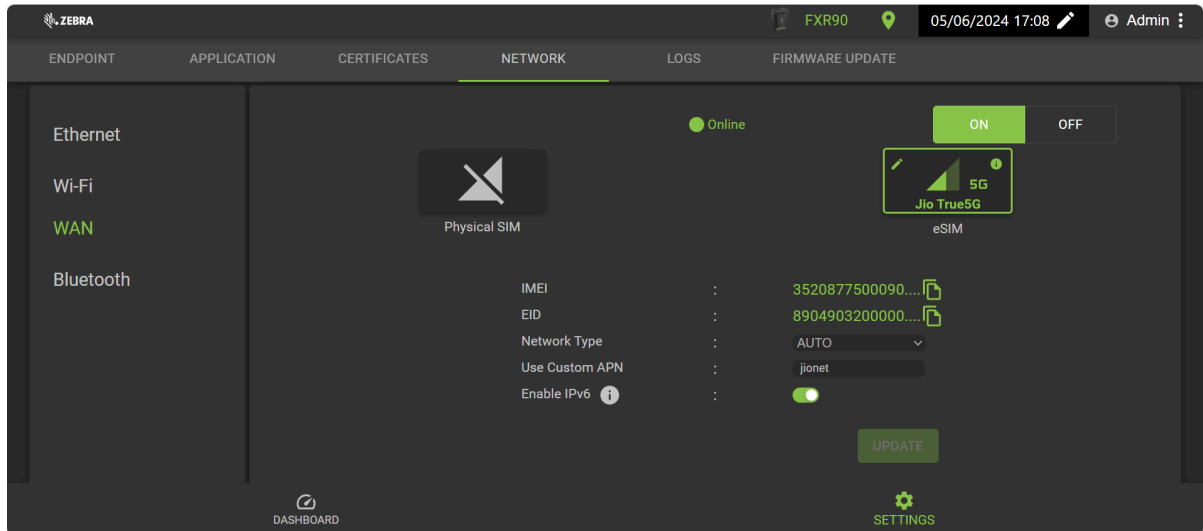 ZEBRA
FXR90
05/06/2024 17:08
Admin
ENDPOINT
APPLICATION
CERTIFICATES
NETWORK
LOGS
FIRMWARE UPDATE
Ethernet
Wi-Fi
WAN
Bluetooth
Online
ON
OFF
Physical SIM
5G
Jio True5G
eSIM
IMEI : 3520877500090....
EID : 8904903200000....
Network Type : AUTO
Use Custom APN : jionet
Enable IPv6 i :
UPDATE
DASHBOARD
SETTINGS